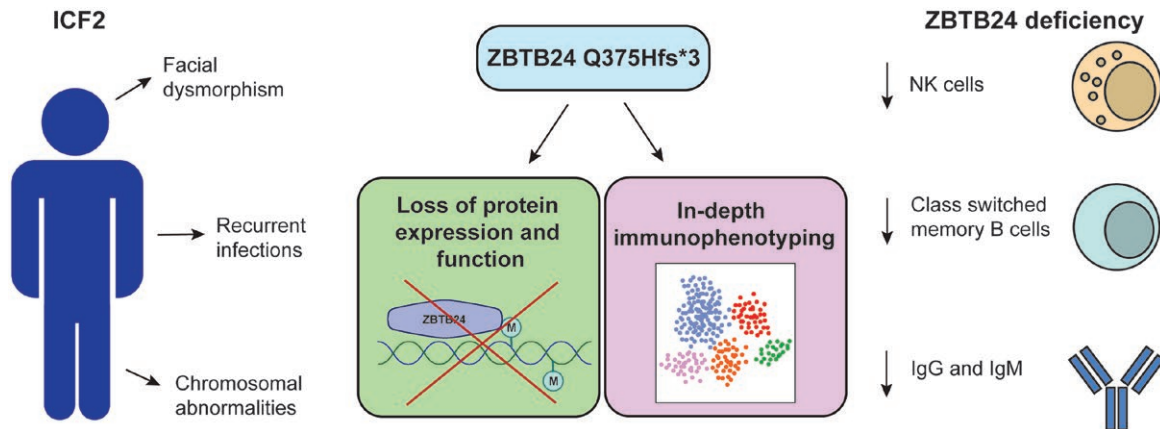 ICF2
Facial
dysmorphism
Recurrent
infections
Chromosomal
abnormalities
ZBTB24 Q375Hfs*3
Loss of protein
expression and
function
ZBTB24
M
M
In-depth
immunophenotyping
ZBTB24 deficiency
NK cells
Class switched
memory B cells
IgG and IgM